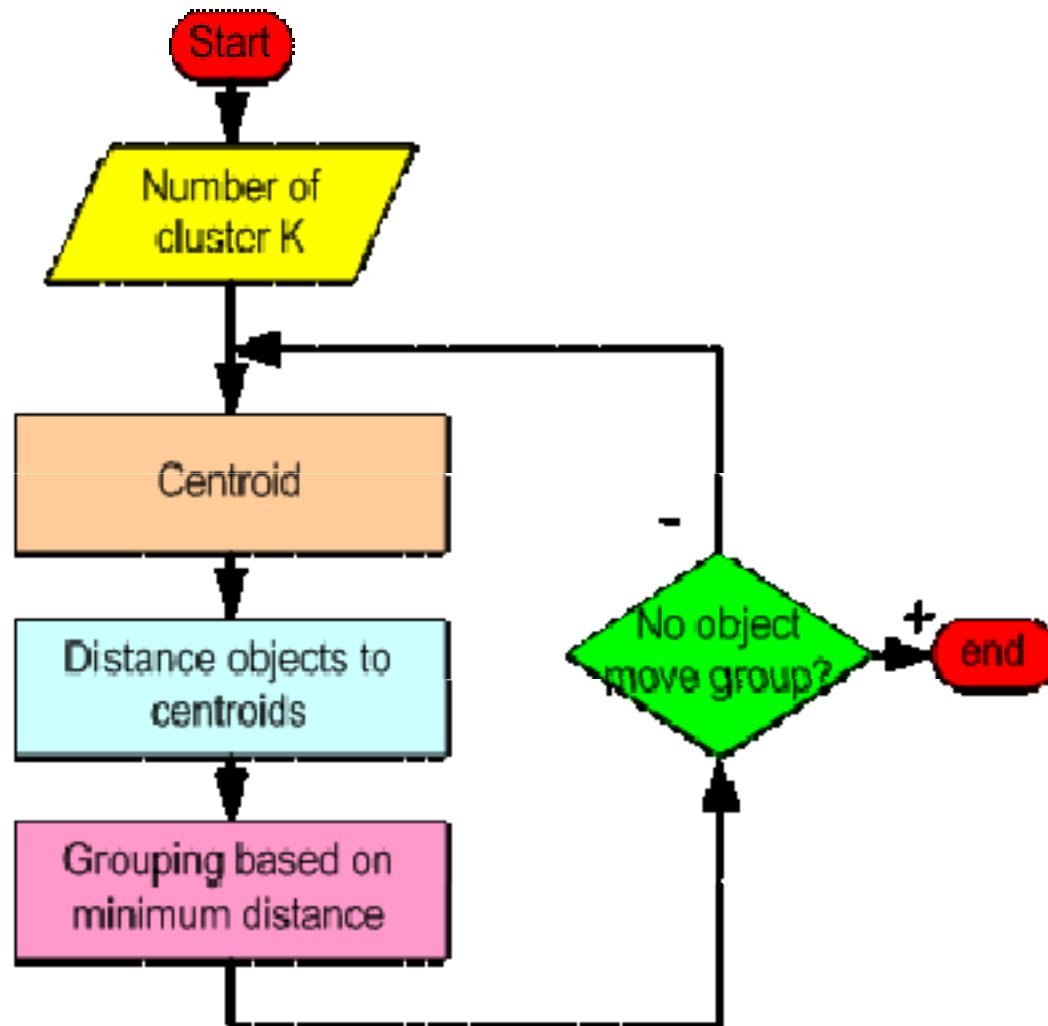 Start
Number of
cluster K
Centroid
Distance objects to
centroids
Grouping based on
minimum distance
-
No object
move group?
+
end